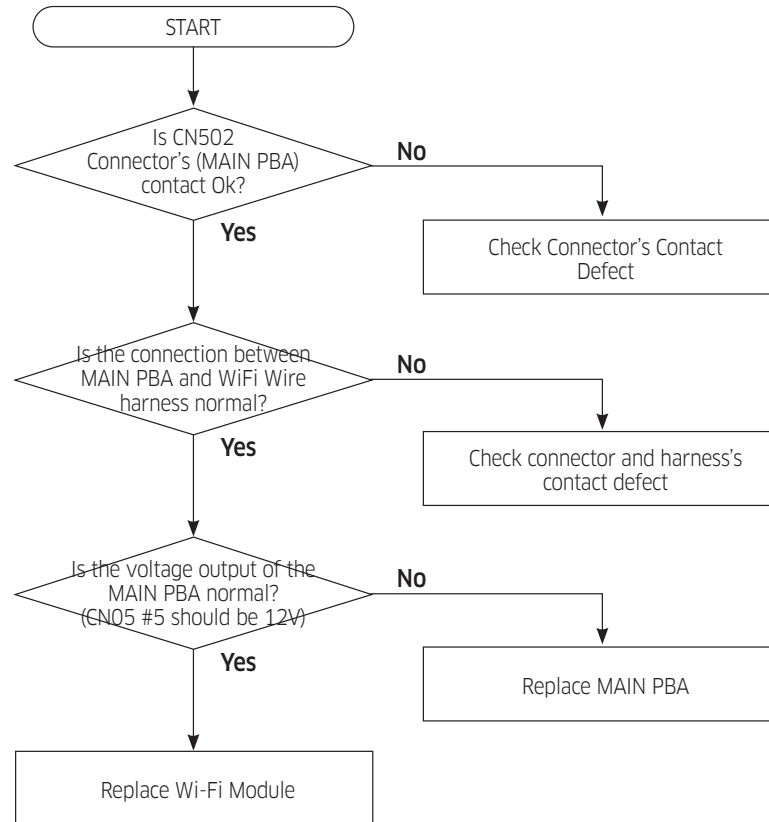 START
Is CN502
Connector's (MAIN PBA)
contact Ok?
No
Yes
Check Connector's Contact
Defect
Is the connection between
MAIN PBA and WiFi Wire
harness normal?
No
Yes
Check connector and harness's
contact defect
Is the voltage output of the
MAIN PBA normal?
(CN05 #5 should be 12V)
No
Yes
Replace MAIN PBA
Replace Wi-Fi Module